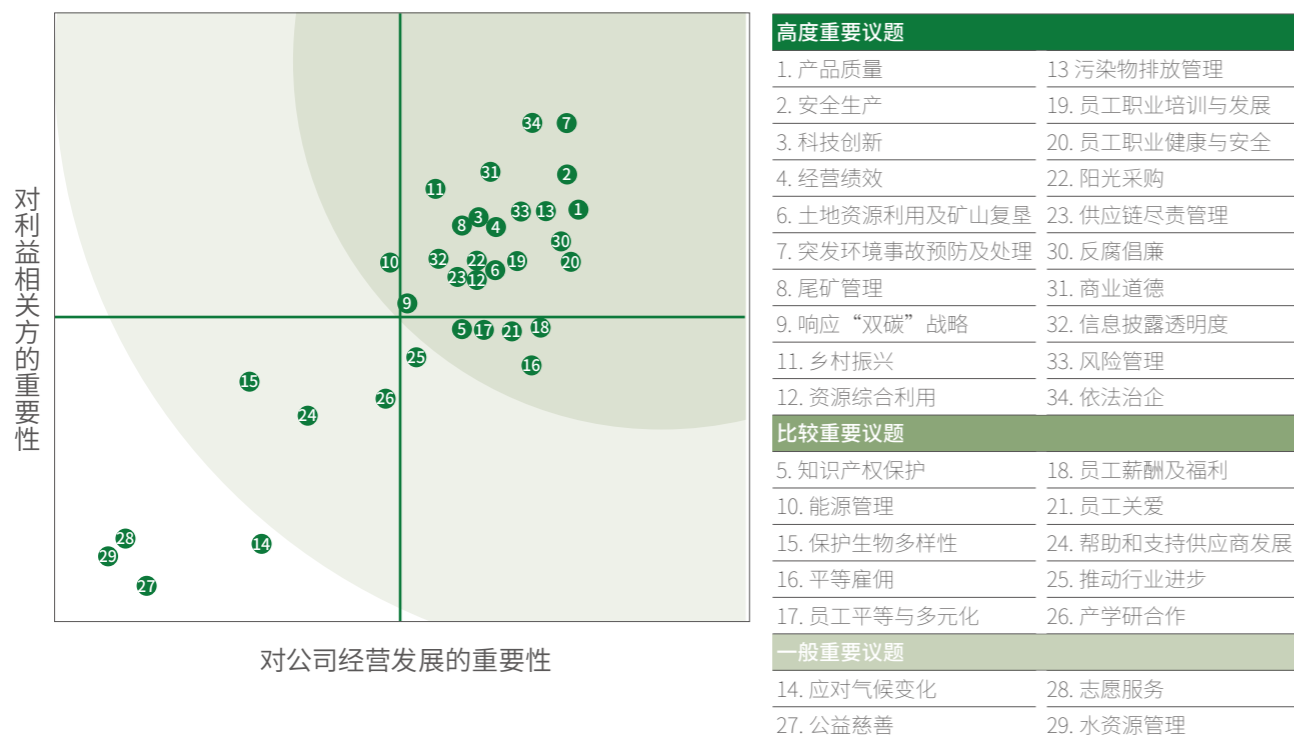 34 7
31 2
11
33 13 1
3
8 4
30
10 32 22 19 20
6
23 12
9
5 17 21 18
25 16
15
26
24
28 14
29
27
对利益相关方的重要性
对公司经营发展的重要性
高度重要议题
1. 产品质量 13 污染物排放管理
2. 安全生产 19. 员工职业培训与发展
3. 科技创新 20. 员工职业健康与安全
4. 经营绩效 22. 阳光采购
6. 土地资源利用及矿山复垦 23. 供应链尽责管理
7. 突发环境事故预防及处理 30. 反腐倡廉
8. 尾矿管理 31. 商业道德
9. 响应“双碳”战略 32. 信息披露透明度
11. 乡村振兴 33. 风险管理
12. 资源综合利用 34. 依法治企
比较重要议题
5. 知识产权保护 18. 员工薪酬及福利
10. 能源管理 21. 员工关爱
15. 保护生物多样性 24. 帮助和支持供应商发展
16. 平等雇佣 25. 推动行业进步
17. 员工平等与多元化 26. 产学研合作
一般重要议题
14. 应对气候变化 28. 志愿服务
27. 公益慈善 29. 水资源管理